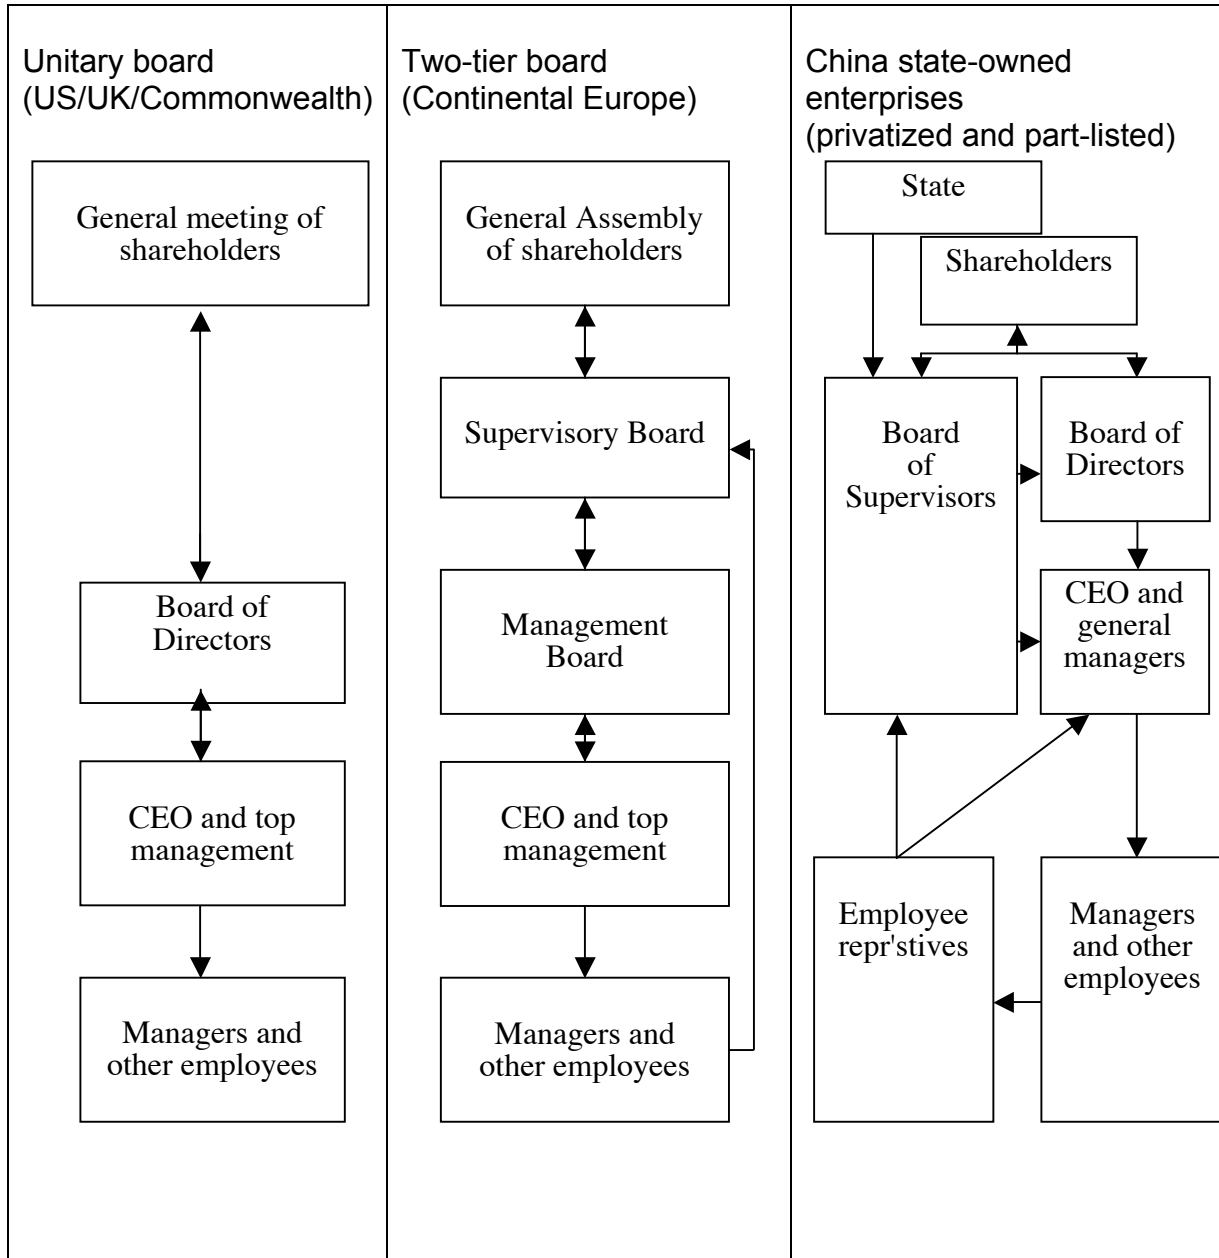 Unitary board
(US/UK/Commonwealth)
General meeting of
shareholders
Board of
Directors
CEO and top
management
Managers and
other employees
Two-tier board
(Continental Europe)
General Assembly
of shareholders
Supervisory Board
Management
Board
CEO and top
management
Managers and
other employees
China state-owned
enterprises
(privatized and part-listed)
State
Shareholders
Board
of
Supervisors
Board of
Directors
CEO and
general
managers
Employee
repr'stives
Managers
and other
employees